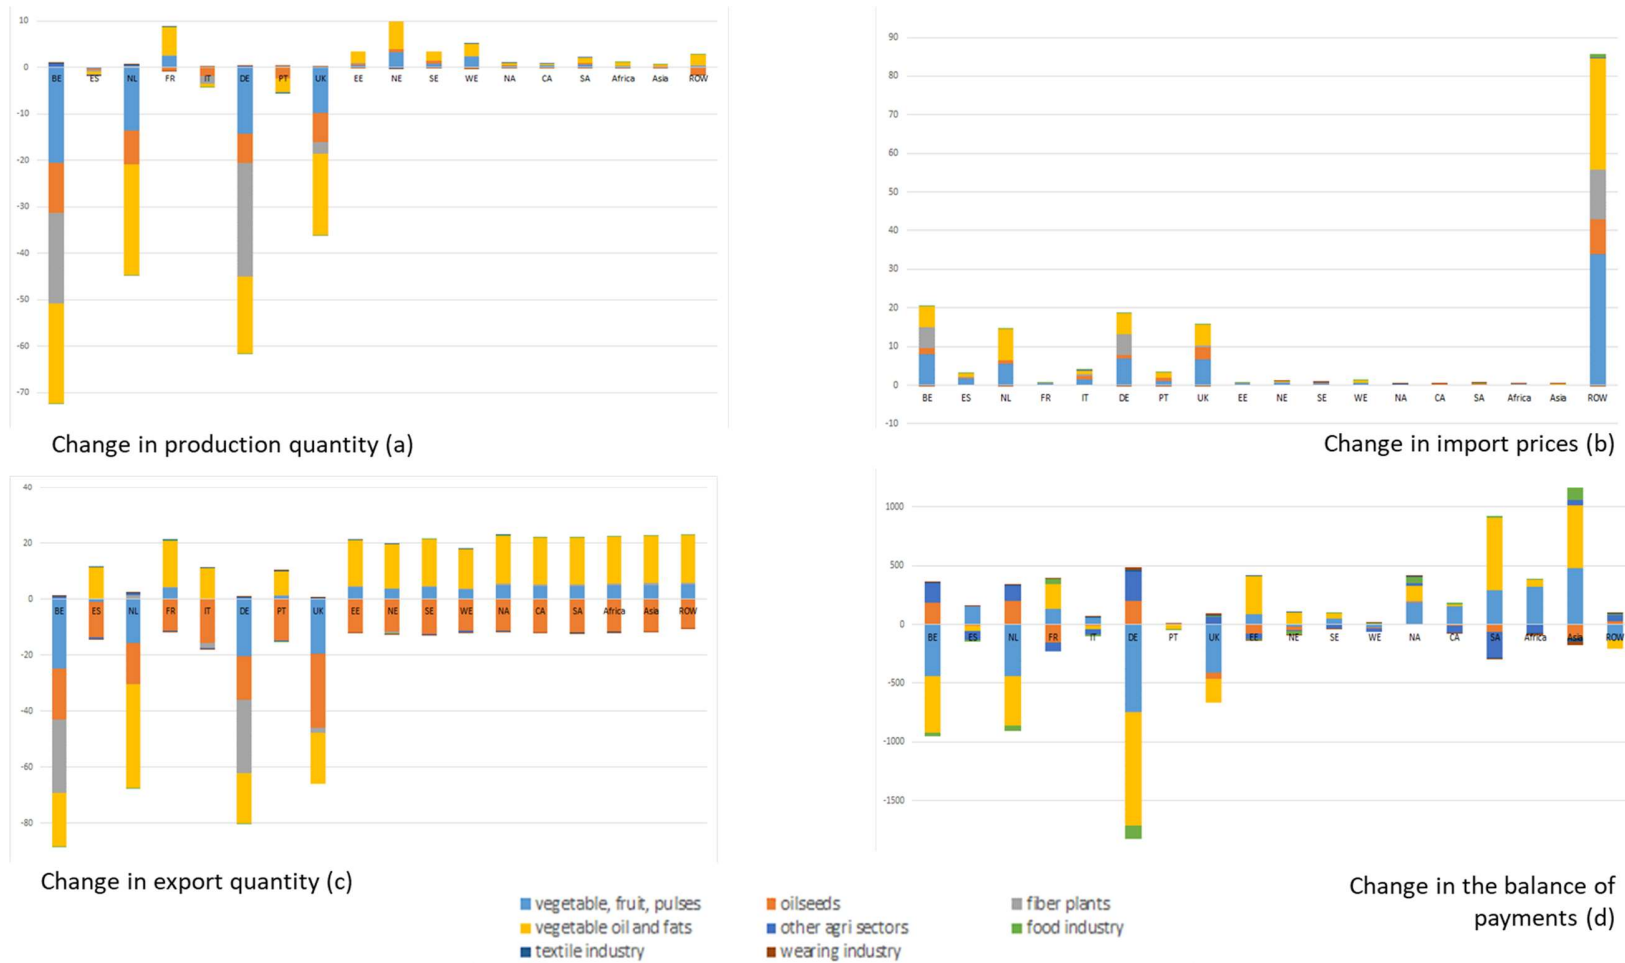 10
0
-10
-20
-30
-40
-50
-60
-70
BE ES NL FR IT DE PT UK EE NE SE WE NA CA SA Africa Asia ROW
Change in production quantity (a)
90
80
70
60
50
40
30
20
10
0
-10
BE ES NL FR IT DE PT UK EE NE SE WE NA CA SA Africa Asia ROW
Change in import prices (b)
40
20
0
-20
-40
-60
-80
BE ES NL FR IT DE PT UK EE NE SE WE NA CA SA Africa Asia ROW
Change in export quantity (c)
1000
500
0
-500
-1000
-1500
BE ES NL FR IT DE PT UK EE NE SE WE NA CA SA Africa Asia ROW
Change in the balance of
payments (d)
vegetable, fruit, pulses oilseeds fiber plants
vegetable oil and fats other agri sectors food industry
textile industry wearing industry